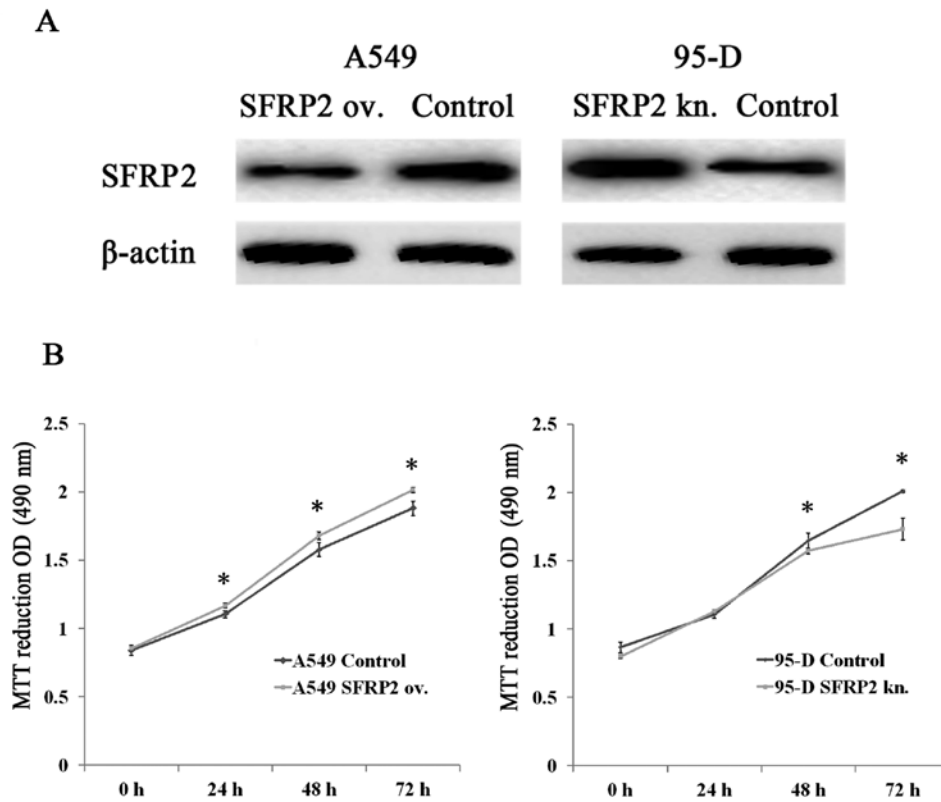 A
A549
95-D
SFRP2 ov. Control
SFRP2 kn. Control
SFRP2
β-actin
B
MTT reduction OD (490 nm)
2.5
2
1.5
1
0.5
0
*
*
*
A549 Control
A549 SFRP2 ov.
0 h 24 h 48 h 72 h
MTT reduction OD (490 nm)
2.5
2
1.5
1
0.5
0
*
*
95-D Control
95-D SFRP2 kn.
0 h 24 h 48 h 72 h